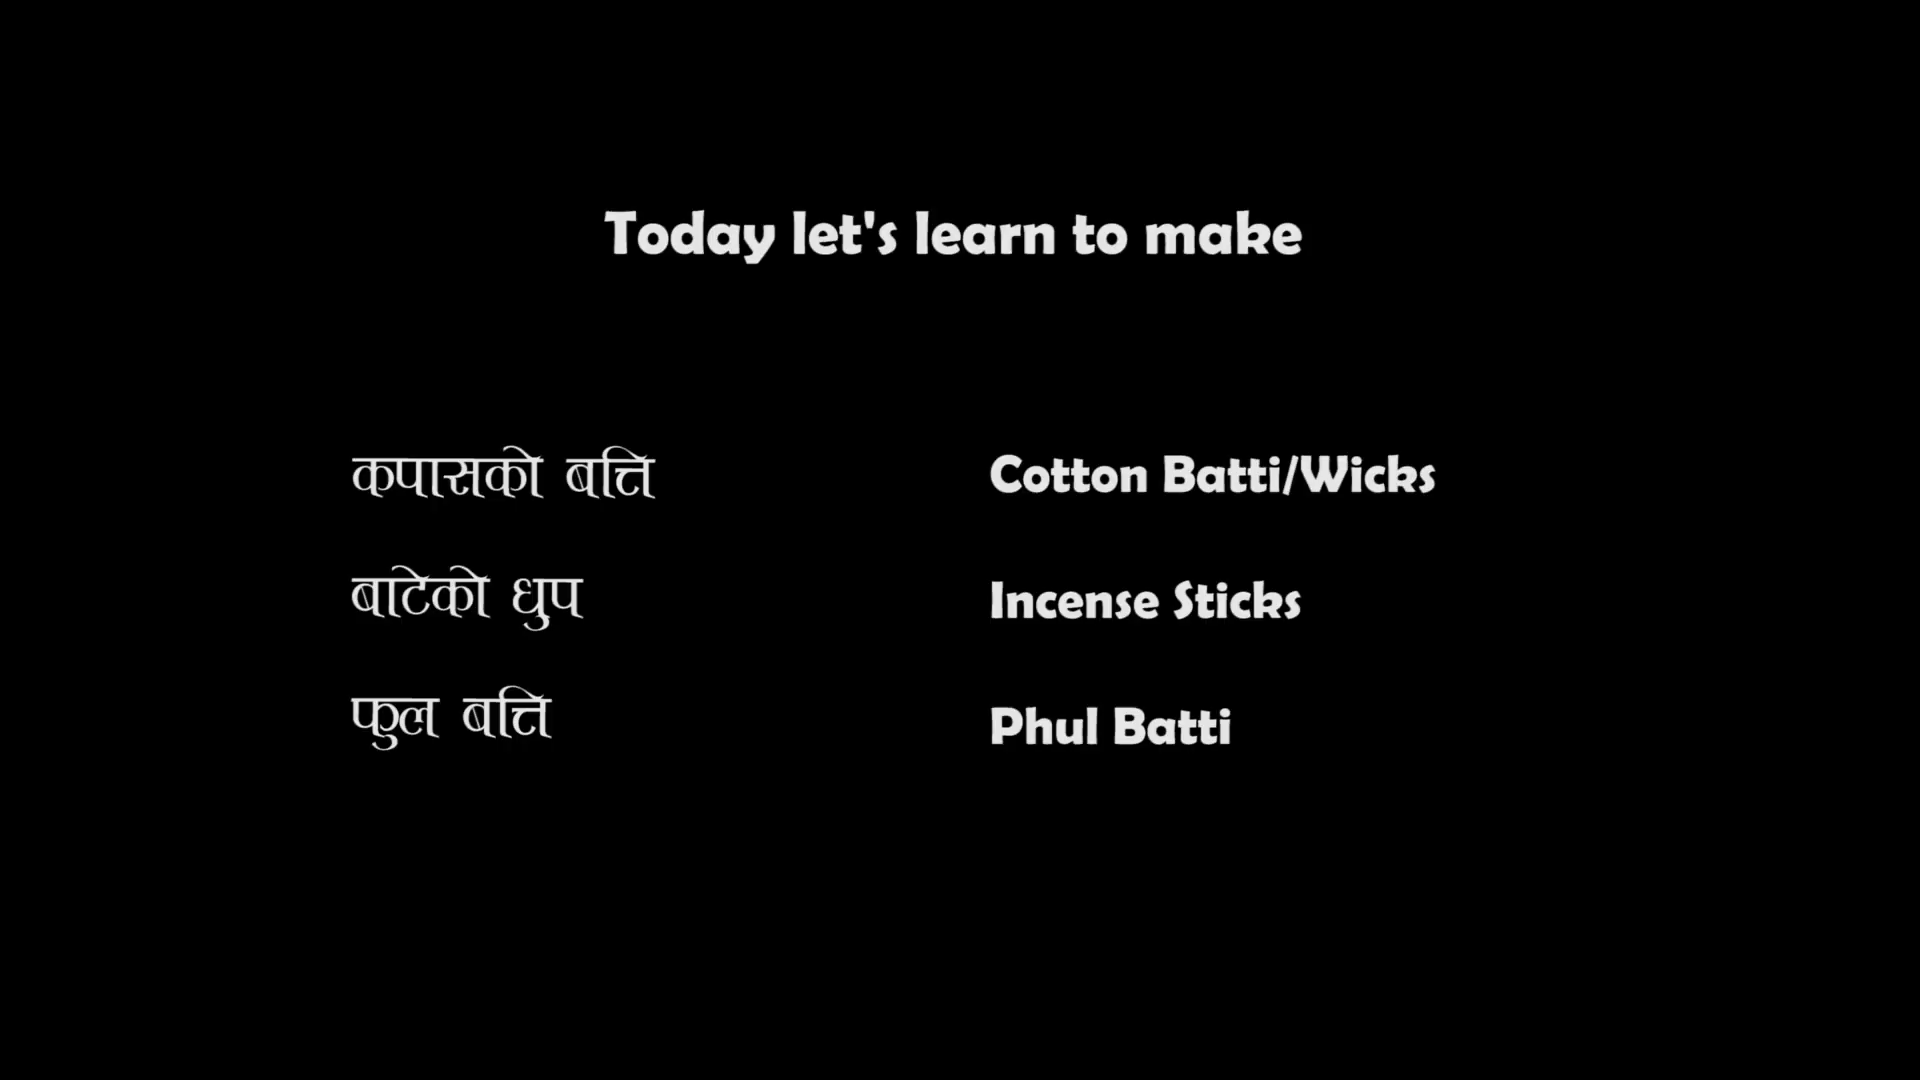 Today let's learn to make
कपासको बत्ति Cotton Batti/Wicks
बाटेको धुप Incense Sticks
फुल बत्ति Phul Batti